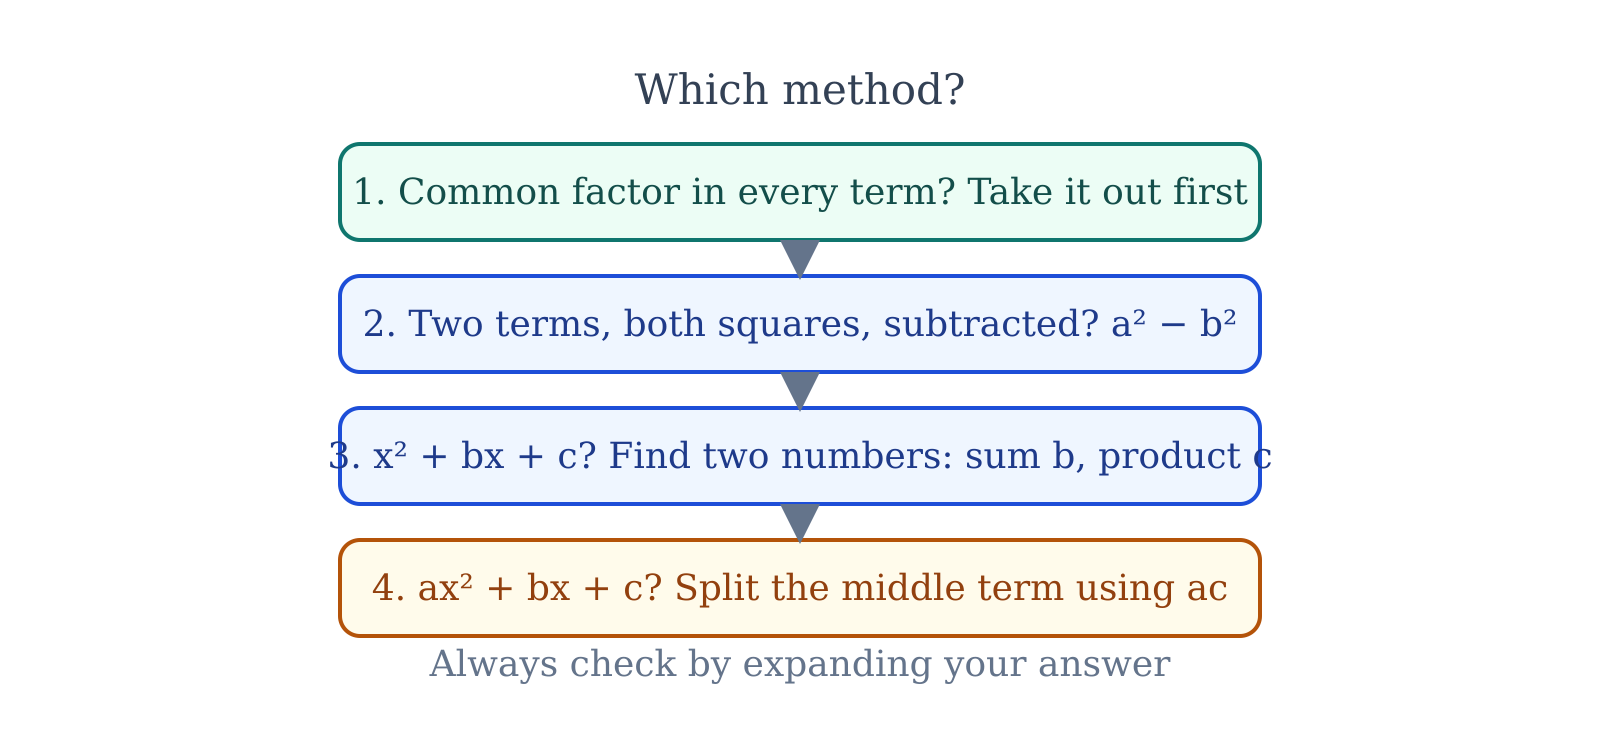 Which method?
1. Common factor in every term? Take it out first
2. Two terms, both squares, subtracted? a² − b²
3. x² + bx + c? Find two numbers: sum b, product c
4. ax² + bx + c? Split the middle term using ac
Always check by expanding your answer